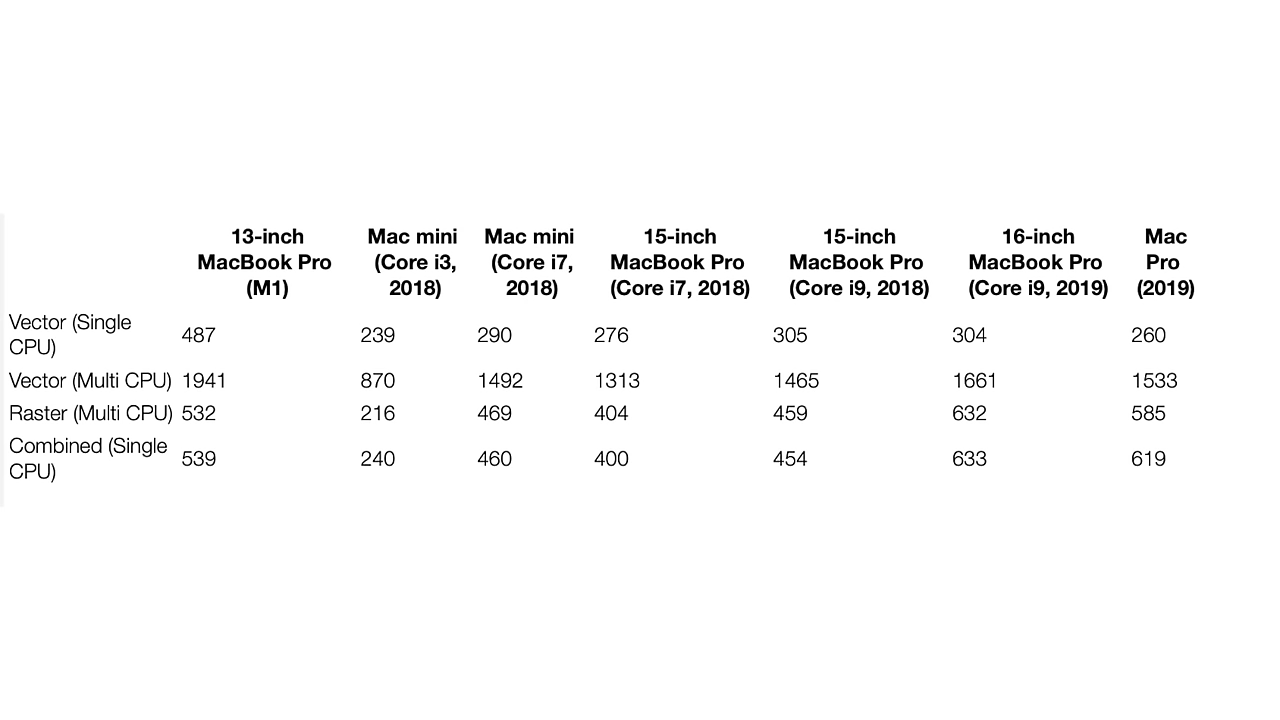 13-inch MacBook Pro (M1) Mac mini (Core i3, 2018) Mac mini (Core i7, 2018) 15-inch MacBook Pro (Core i7, 2018) 15-inch MacBook Pro (Core i9, 2018) 16-inch MacBook Pro (Core i9, 2019) Mac Pro (2019)
Vector (Single CPU) 487 239 290 276 305 304 260
Vector (Multi CPU) 1941 870 1492 1313 1465 1661 1533
Raster (Multi CPU) 532 216 469 404 459 632 585
Combined (Single CPU) 539 240 460 400 454 633 619